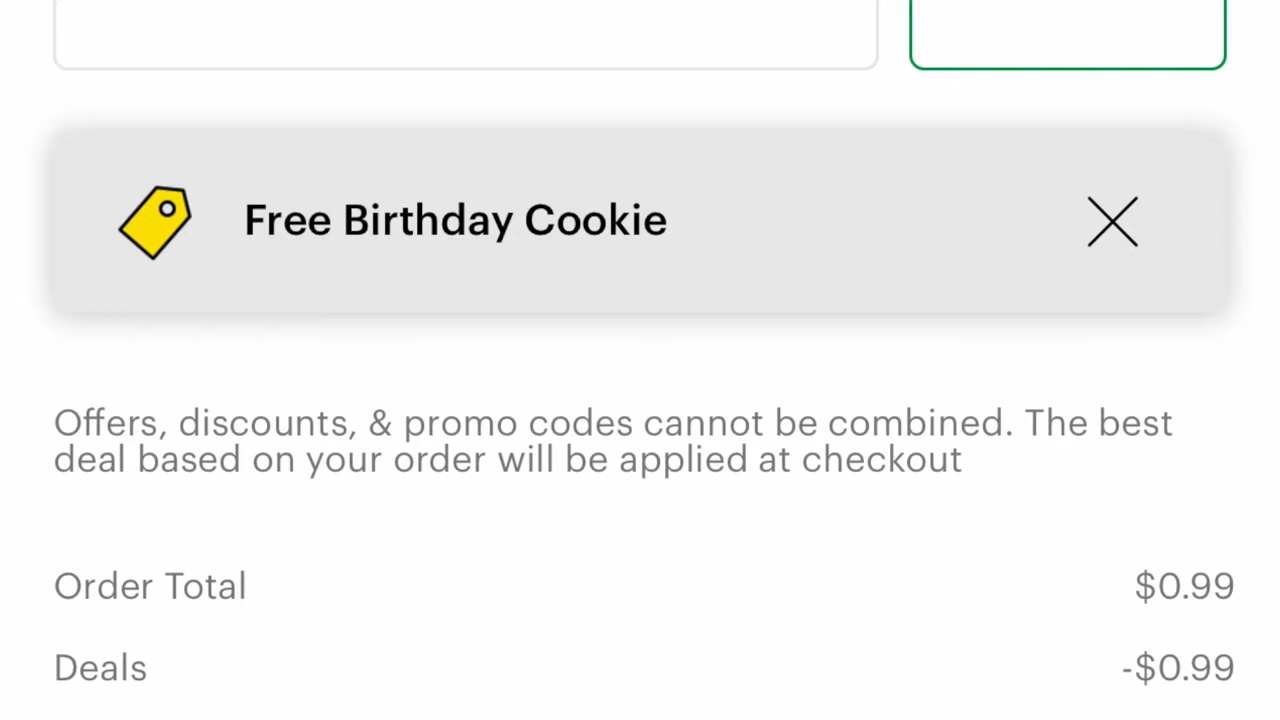 Free Birthday Cookie
Offers, discounts, & promo codes cannot be combined. The best
deal based on your order will be applied at checkout
Order Total $0.99
Deals -$0.99